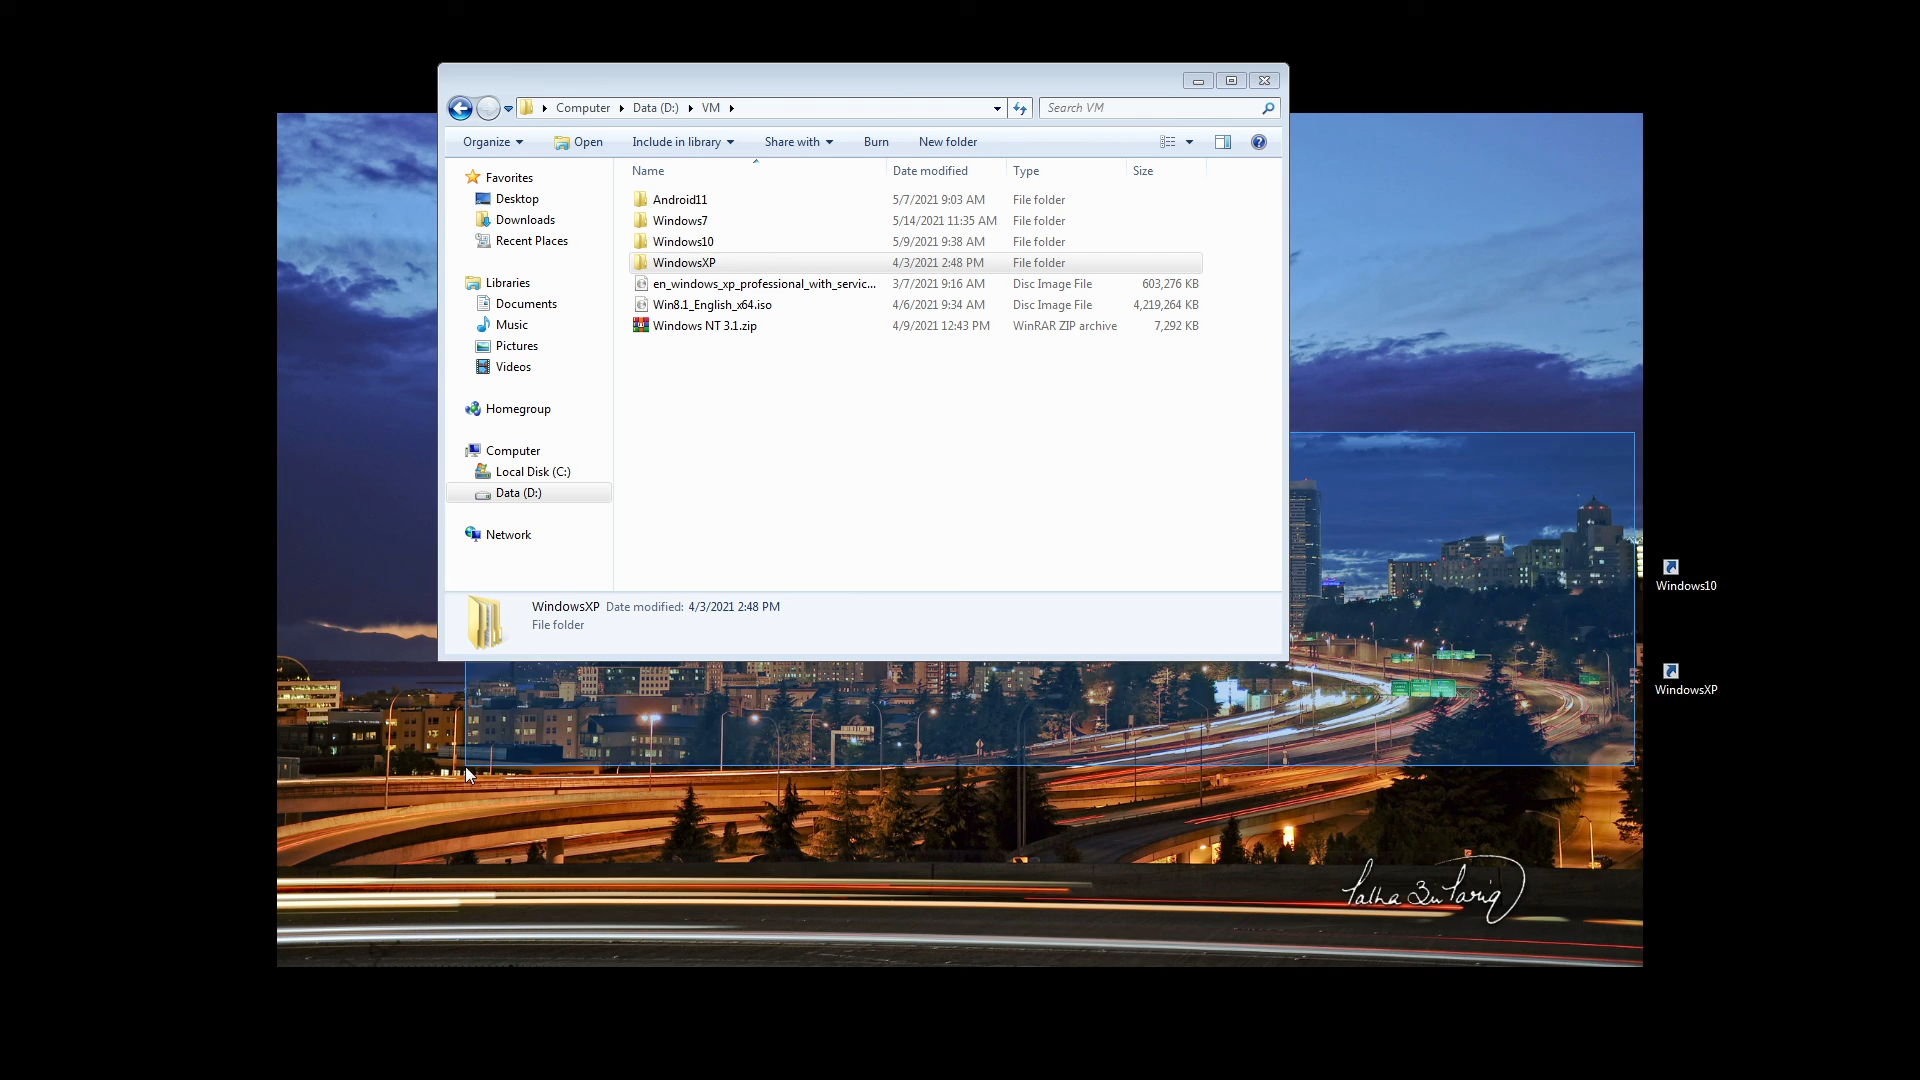 Computer Data (D:) VM
Search VM
Organize Open Include in library Share with Burn New folder
Name Date modified Type Size
Favorites
Desktop
Downloads
Recent Places
Libraries
Documents
Music
Pictures
Videos
Homegroup
Computer
Local Disk (C:)
Data (D:)
Network
Android11 5/7/2021 9:03 AM File folder
Windows7 5/14/2021 11:35 AM File folder
Windows10 5/9/2021 9:38 AM File folder
WindowsXP 4/3/2021 2:48 PM File folder
en_windows_xp_professional_with_servic... 3/7/2021 9:16 AM Disc Image File 603,276 KB
Win8.1_English_x64.iso 4/6/2021 9:34 AM Disc Image File 4,219,264 KB
Windows NT 3.1.zip 4/9/2021 12:43 PM WinRAR ZIP archive 7,292 KB
WindowsXP Date modified: 4/3/2021 2:48 PM
File folder
Windows10
WindowsXP
Talha Bin Tariq